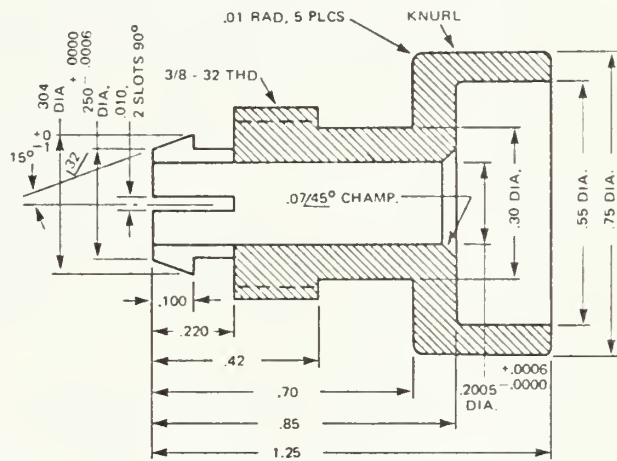 .01 RAD, 5 PLCS
KNURL
3/8 - 32 THD
304
DIA
+ .0000
250 - .0006
DIA,
.010,
2 SLOTS 90°
15° +0
-1
32
.07/45° CHAMP.
.30 DIA,
.55 DIA.
.75 DIA.
.100
.220
.42
.70
.85
1.25
+.0006
.2005 -.0000
DIA.